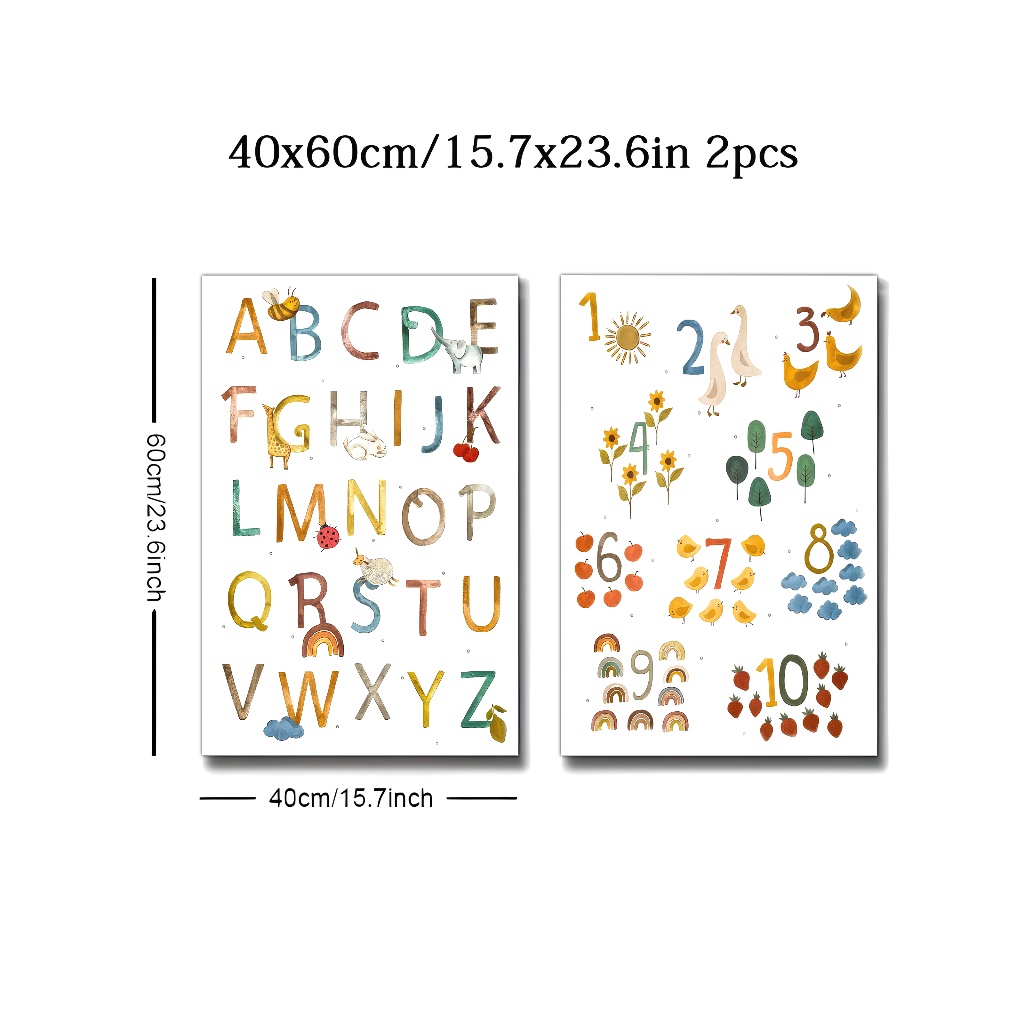 40x60cm/15.7x23.6in 2pcs
60cm/23.6inch
A B C D E
F G H I J K
L M N O P
Q R S T U
V W X Y Z
40cm/15.7inch
1 2 3
4 5
6 7 8
9 10